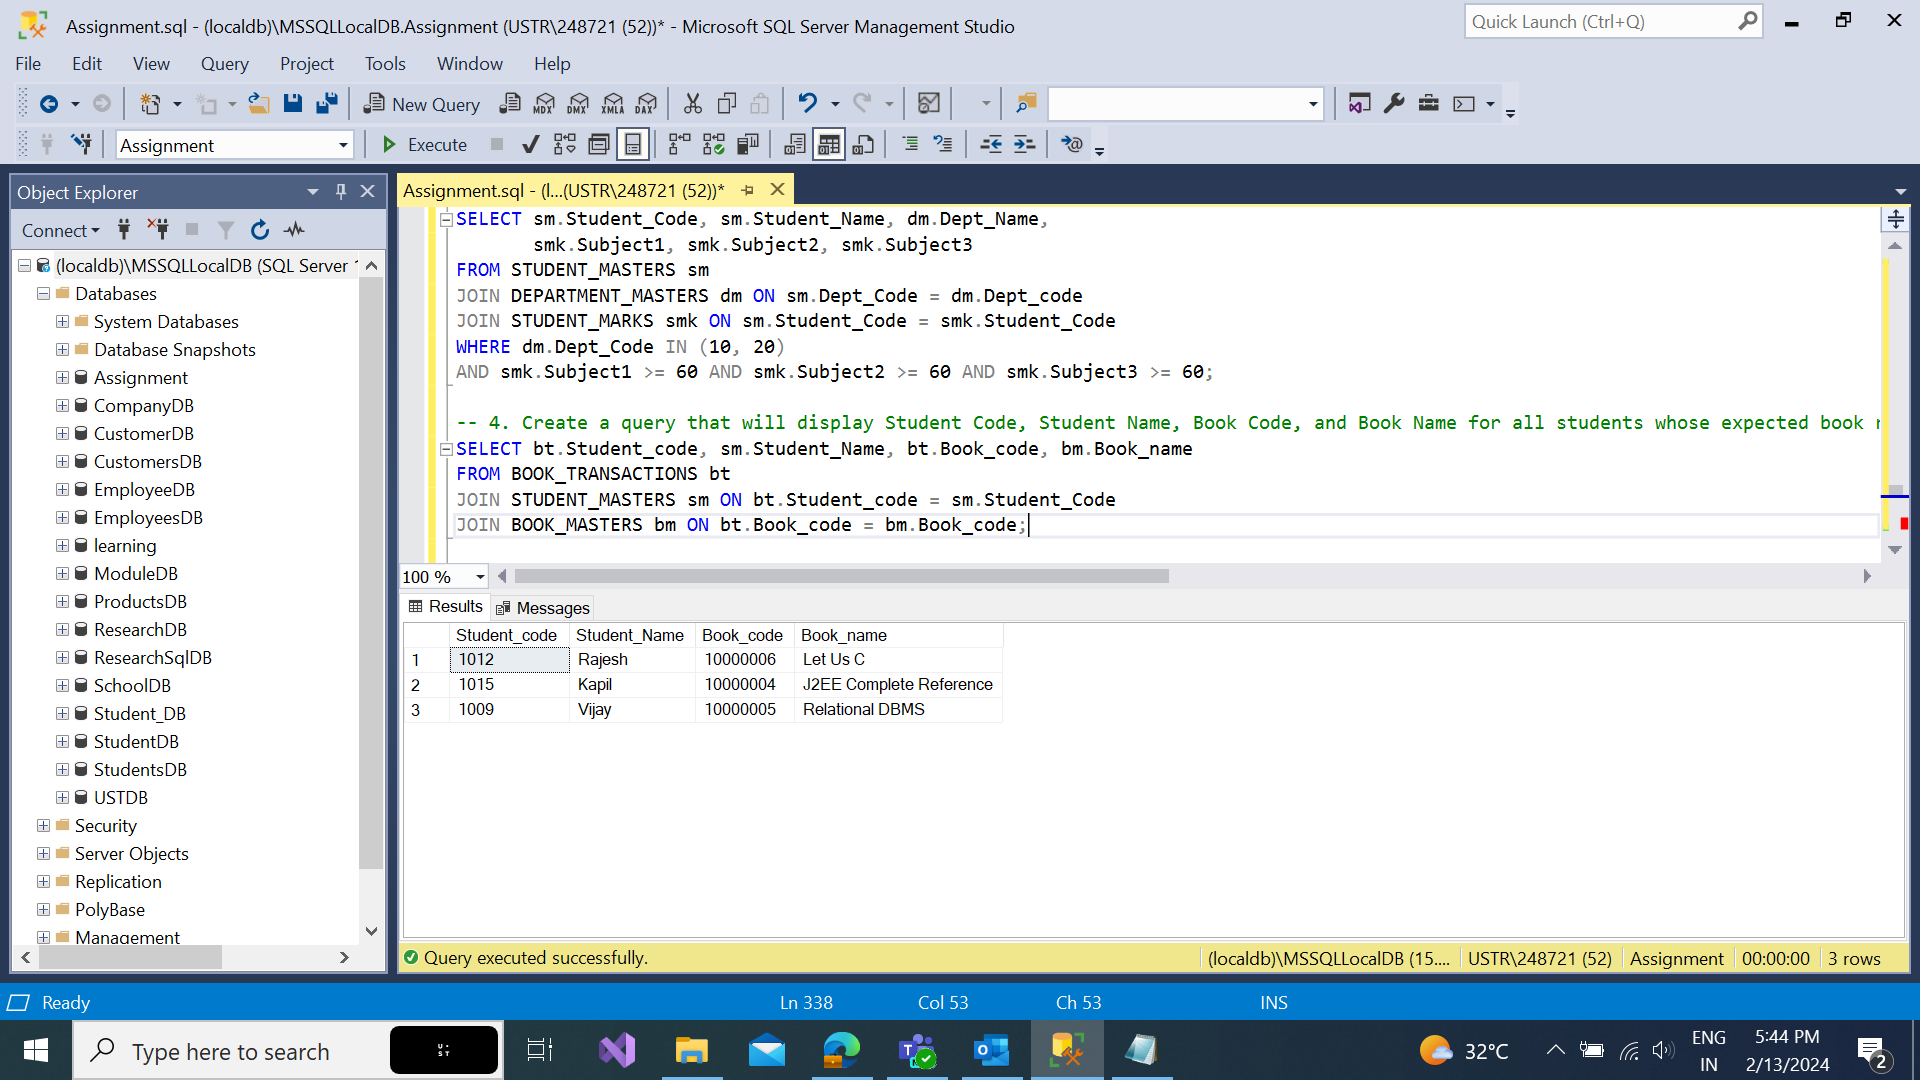 Assignment.sql - (localdb)\MSSQLLocalDB.Assignment (USTR\248721 (52))* - Microsoft SQL Server Management Studio
Quick Launch (Ctrl+Q)
File Edit View Query Project Tools Window Help
New Query
MDX DMX XMLA DAX
Assignment
Execute
Object Explorer
Connect
(localdb)\MSSQLLocalDB (SQL Server 1
Databases
System Databases
Database Snapshots
Assignment
CompanyDB
CustomerDB
CustomersDB
EmployeeDB
EmployeesDB
learning
ModuleDB
ProductsDB
ResearchDB
ResearchSqlDB
SchoolDB
Student_DB
StudentDB
StudentsDB
USTDB
Security
Server Objects
Replication
PolyBase
Management
Assignment.sql - (l...(USTR\248721 (52))*
SELECT sm.Student_Code, sm.Student_Name, dm.Dept_Name,
smk.Subject1, smk.Subject2, smk.Subject3
FROM STUDENT_MASTERS sm
JOIN DEPARTMENT_MASTERS dm ON sm.Dept_Code = dm.Dept_code
JOIN STUDENT_MARKS smk ON sm.Student_Code = smk.Student_Code
WHERE dm.Dept_Code IN (10, 20)
AND smk.Subject1 >= 60 AND smk.Subject2 >= 60 AND smk.Subject3 >= 60;
-- 4. Create a query that will display Student Code, Student Name, Book Code, and Book Name for all students whose expected book
SELECT bt.Student_code, sm.Student_Name, bt.Book_code, bm.Book_name
FROM BOOK_TRANSACTIONS bt
JOIN STUDENT_MASTERS sm ON bt.Student_code = sm.Student_Code
JOIN BOOK_MASTERS bm ON bt.Book_code = bm.Book_code;
100 %
Results Messages
Student_code Student_Name Book_code Book_name
1 1012 Rajesh 10000006 Let Us C
2 1015 Kapil 10000004 J2EE Complete Reference
3 1009 Vijay 10000005 Relational DBMS
Query executed successfully.
(localdb)\MSSQLLocalDB (15.... USTR\248721 (52) Assignment 00:00:00 3 rows
Ready
Ln 338 Col 53 Ch 53 INS
Type here to search
32°C
ENG
IN
5:44 PM
2/13/2024
2